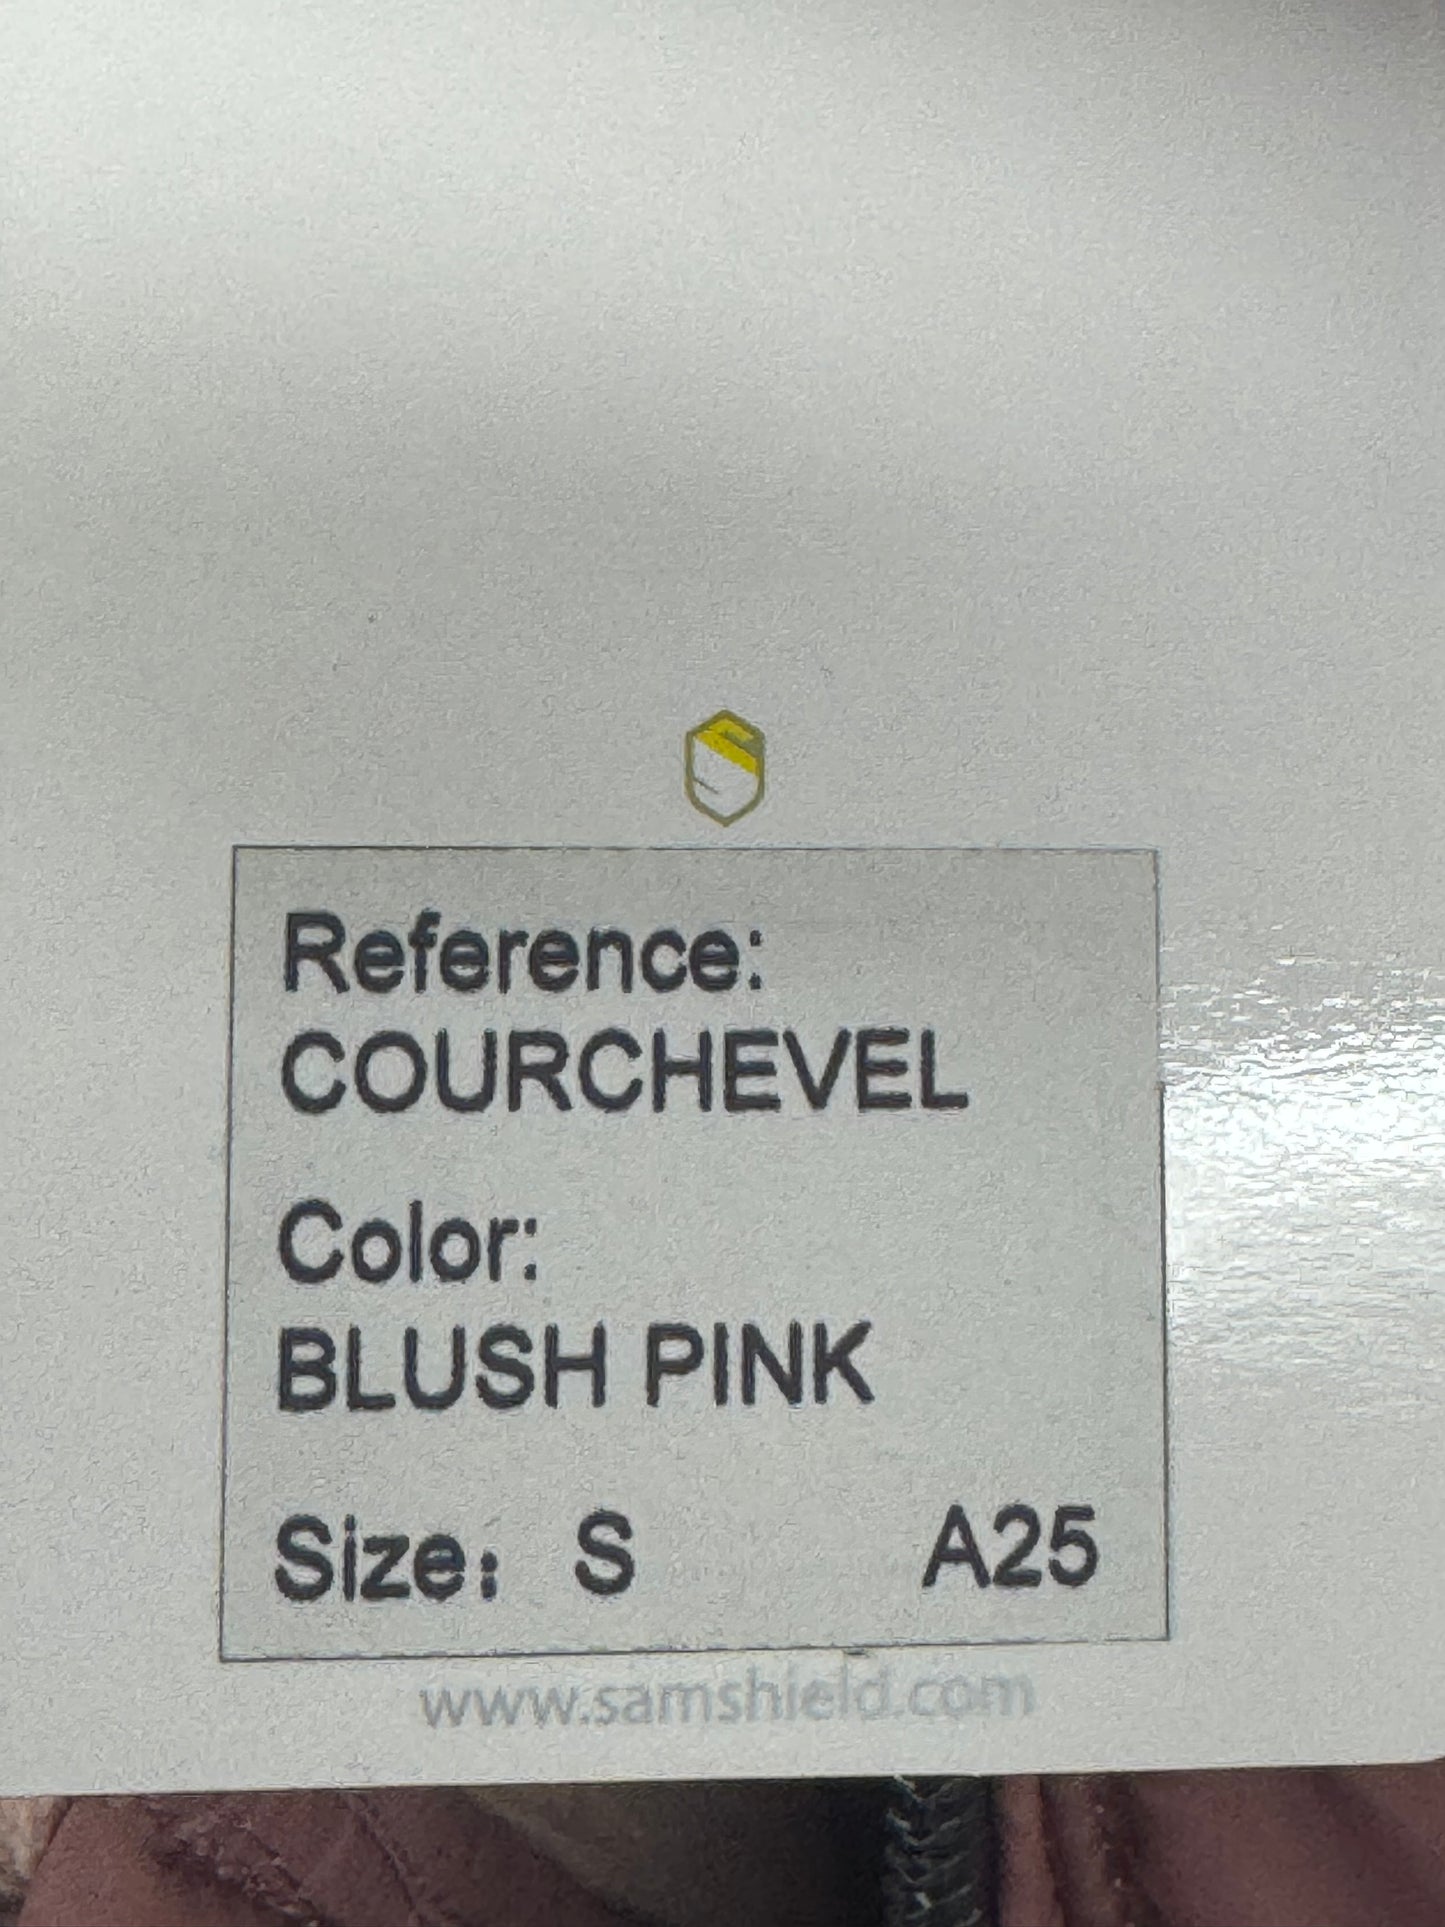 Reference:
COURCHEVEL
Color:
BLUSH PINK
Size: S A25
www.samshield.com